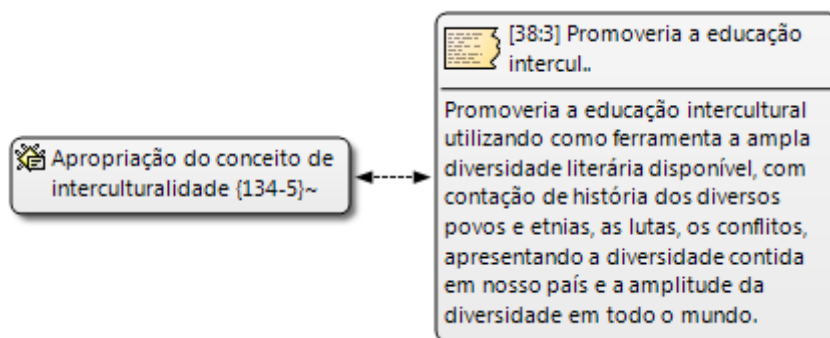 Apropriação do conceito de
interculturalidade {134-5}~
[38:3] Promoveria a educação
intercul..
Promoveria a educação intercultural
utilizando como ferramenta a ampla
diversidade literária disponível, com
contação de história dos diversos
povos e etnias, as lutas, os conflitos,
apresentando a diversidade contida
em nosso país e a amplitude da
diversidade em todo o mundo.